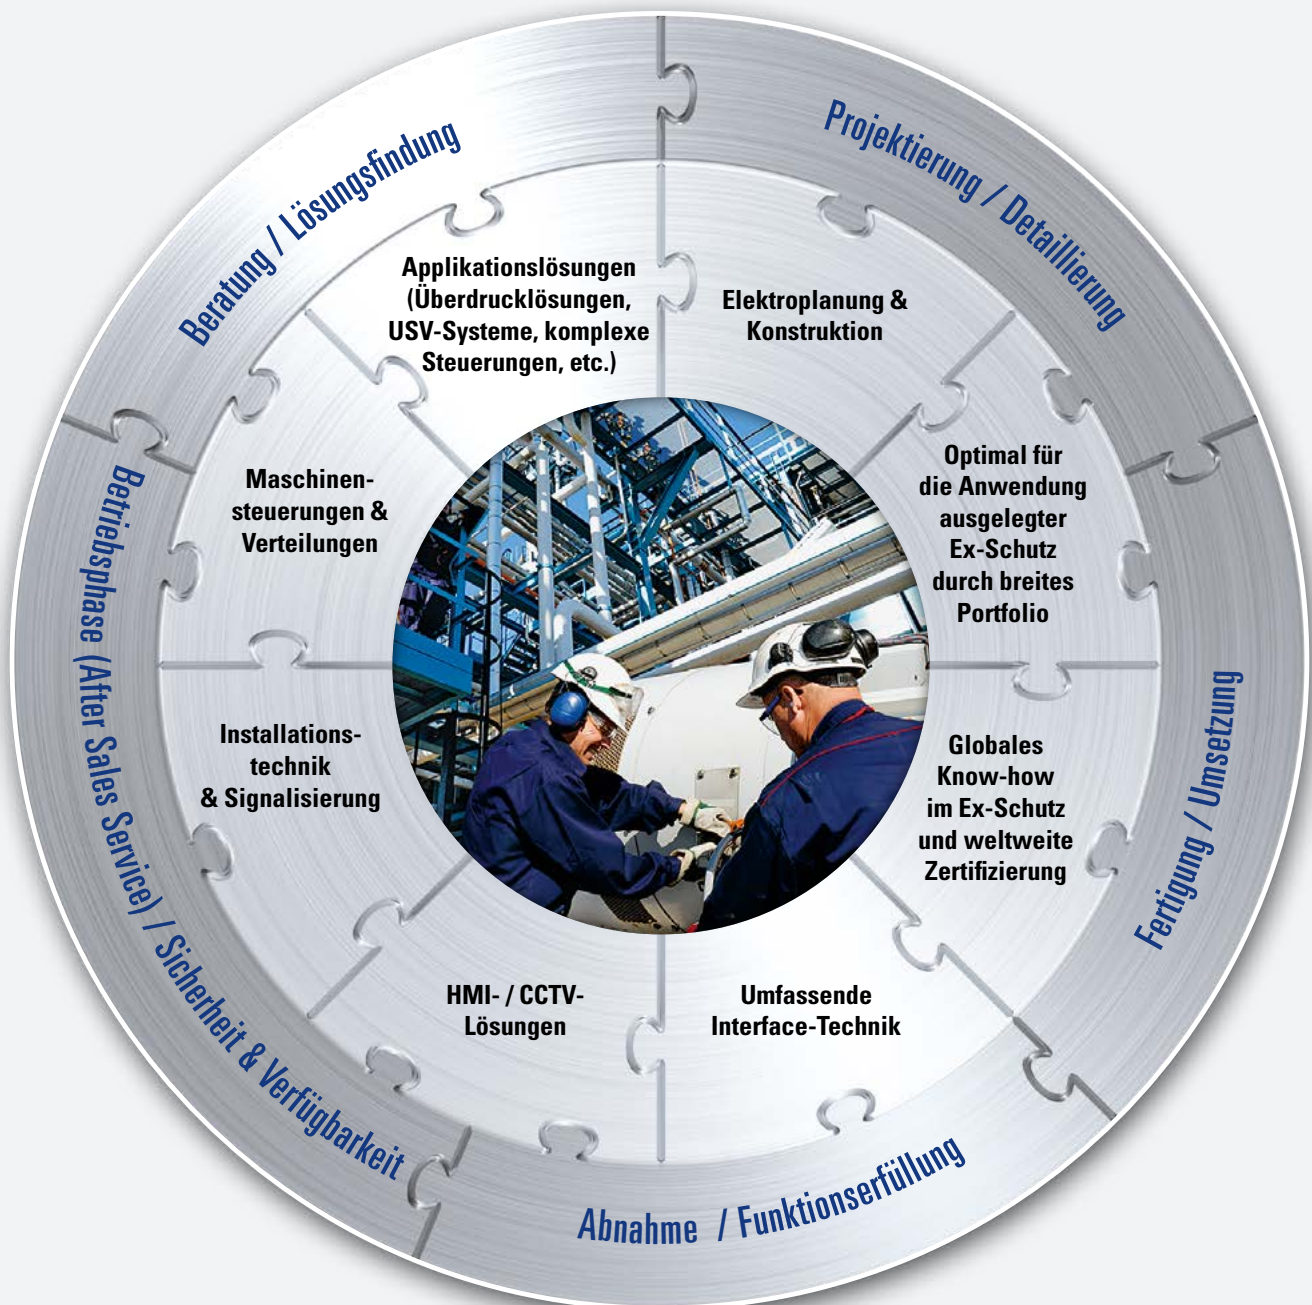 Beratung / Lösungsfindung
Projektierung / Detaillierung
Fertigung / Umsetzung
Abnahme / Funktionserfüllung
Betriebsphase (After Sales Service) / Sicherheit & Verfügbarkeit
Applikationslösungen
(Überdrucklösungen,
USV-Systeme, komplexe
Steuerungen, etc.)
Elektroplanung &
Konstruktion
Optimal für
die Anwendung
ausgelegter
Ex-Schutz
durch breites
Portfolio
Globales
Know-how
im Ex-Schutz
und weltweite
Zertifizierung
Umfassende
Interface-Technik
HMI- / CCTV-
Lösungen
Installations-
technik
& Signalisierung
Maschinen-
steuerungen &
Verteilungen